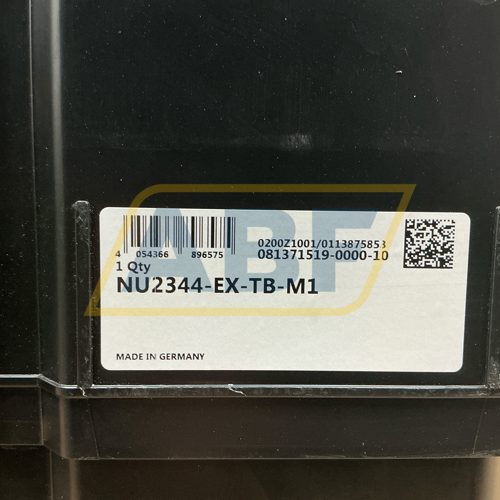 4 054366 896575
0200Z1001/0113875853
081371519-0000-10
1 Qty
NU2344-EX-TB-M1
MADE IN GERMANY
ABF